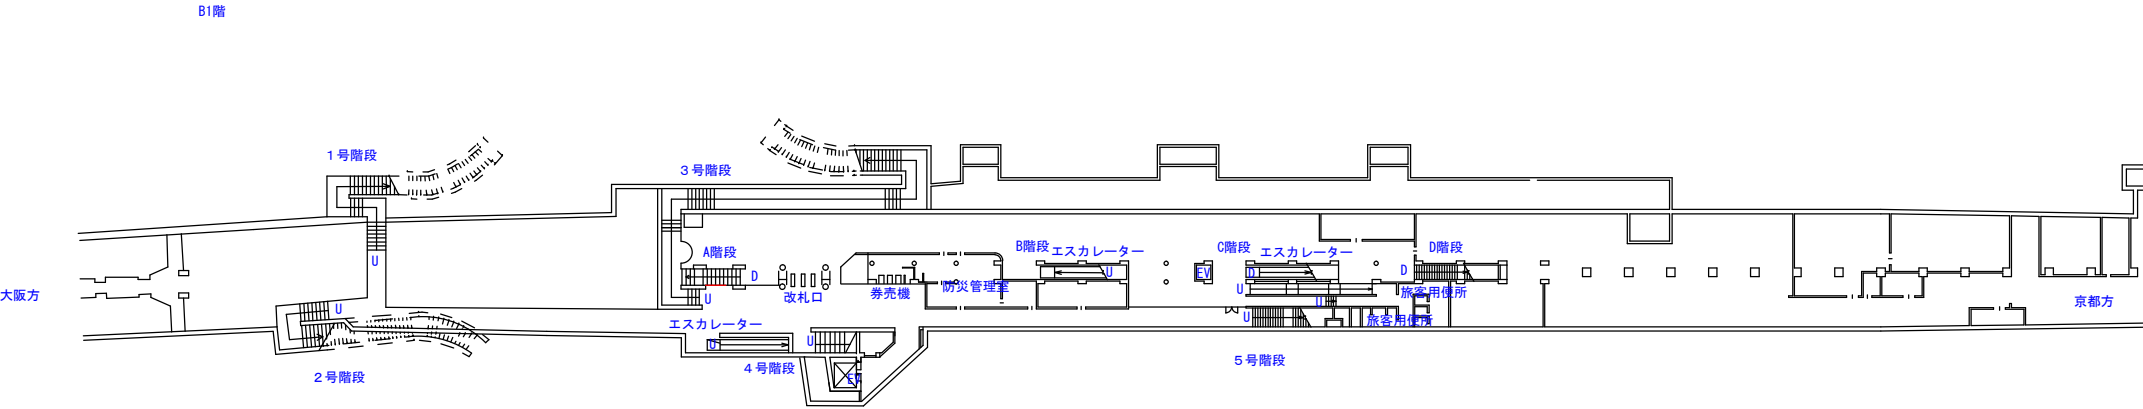 B1階
1号階段
3号階段
A階段
B階段
エスカレーター
C階段
エスカレーター
D階段
U
D
U
EV
D
D
大阪方
改札口
券売機
防災管理室
U
旅客用便所
京都方
U
U
U
エスカレーター
U
旅客用便所
U
U
4号階段
5号階段
2号階段
EV